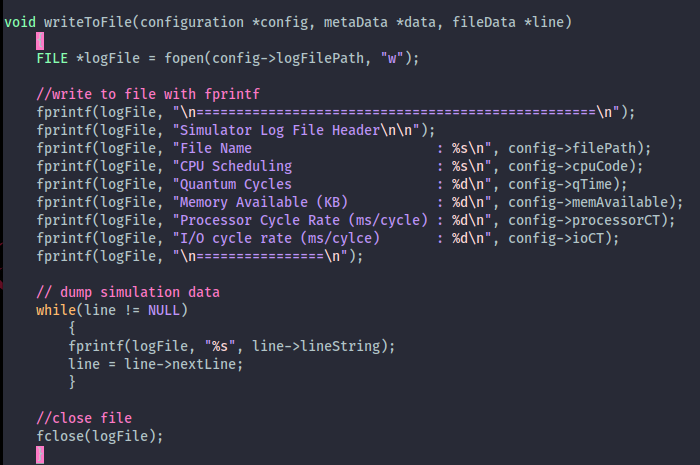 void writeToFile(configuration *config, metaData *data, fileData *line)
{
FILE *logFile = fopen(config->logFilePath, "w");
//write to file with fprintf
fprintf(logFile, "\n==================================================\n");
fprintf(logFile, "Simulator Log File Header\n\n");
fprintf(logFile, "File Name                       : %s\n", config->filePath);
fprintf(logFile, "CPU Scheduling                  : %s\n", config->cpuCode);
fprintf(logFile, "Quantum Cycles                  : %d\n", config->qTime);
fprintf(logFile, "Memory Available (KB)           : %d\n", config->memAvailable);
fprintf(logFile, "Processor Cycle Rate (ms/cycle) : %d\n", config->processorCT);
fprintf(logFile, "I/O cycle rate (ms/cylce)       : %d\n", config->ioCT);
fprintf(logFile, "\n================\n");
// dump simulation data
while(line != NULL)
{
fprintf(logFile, "%s", line->lineString);
line = line->nextLine;
}
//close file
fclose(logFile);
}